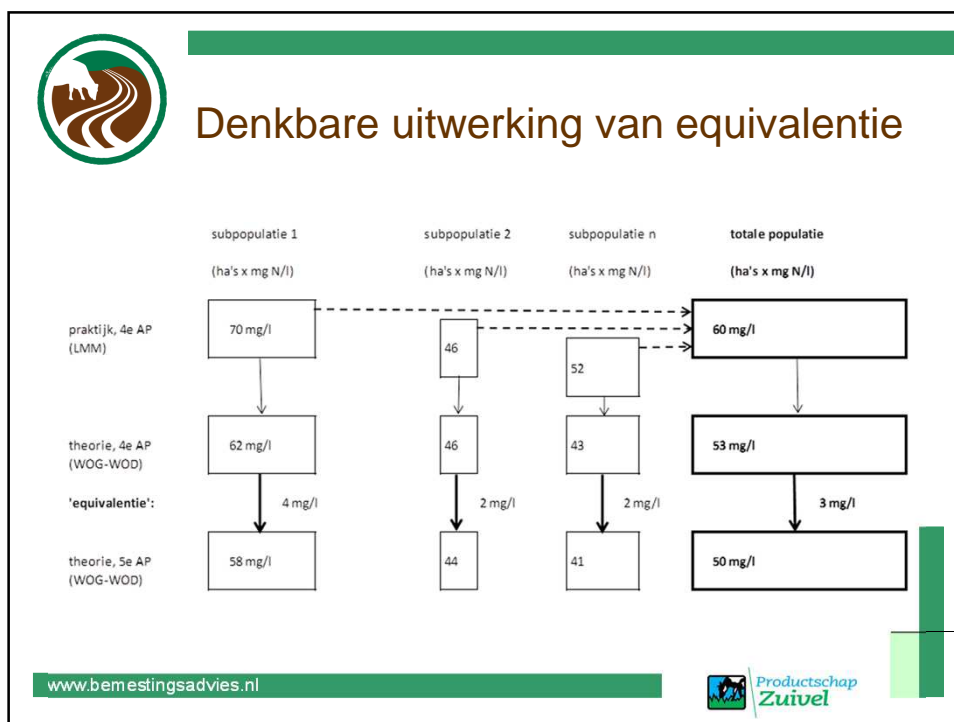 Denkbare uitwerking van equivalentie
subpopulatie 1 subpopulatie 2 subpopulatie n totale populatie
(ha's x mg N/l) (ha's x mg N/l) (ha's x mg N/l) (ha's x mg N/l)
praktijk, 4e AP 70 mg/l 46 52 60 mg/l
(LMM)
theorie, 4e AP 62 mg/l 46 43 53 mg/l
(WOG-WOD)
'equivalentie': 4 mg/l 2 mg/l 2 mg/l 3 mg/l
theorie, 5e AP 58 mg/l 44 41 50 mg/l
(WOG-WOD)
www.bemestingsadvies.nl
Productschap
Zuivel